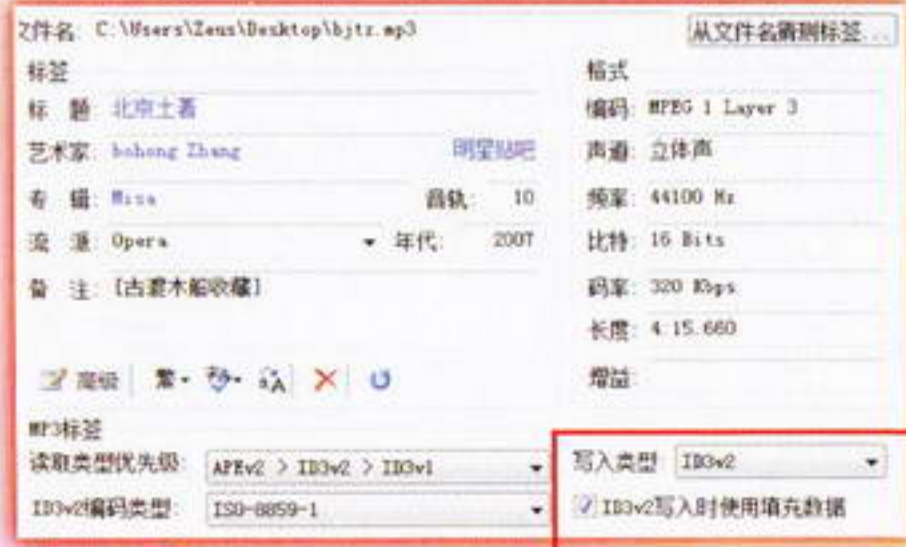 文件名: C:\Users\Zeus\Desktop\bjtz.mp3 从文件名猜测标签...
标签 格式
标 题 北京土著 编码: MPEG 1 Layer 3
艺术家: bohong Zhang 明星贴吧 声道: 立体声
专 辑: Misa 音轨: 10 频率: 44100 Hz
流 派: Opera 年代: 2007 比特: 16 Bits
备 注: [古董木船收藏] 码率: 320 Kbps
长度: 4:15.660
高级 繁 增益:
MP3标签
读取类型优先级: APEv2 > ID3v2 > ID3v1 写入类型: ID3v2
ID3v2编码类型: ISO-8859-1 ID3v2写入时使用填充数据